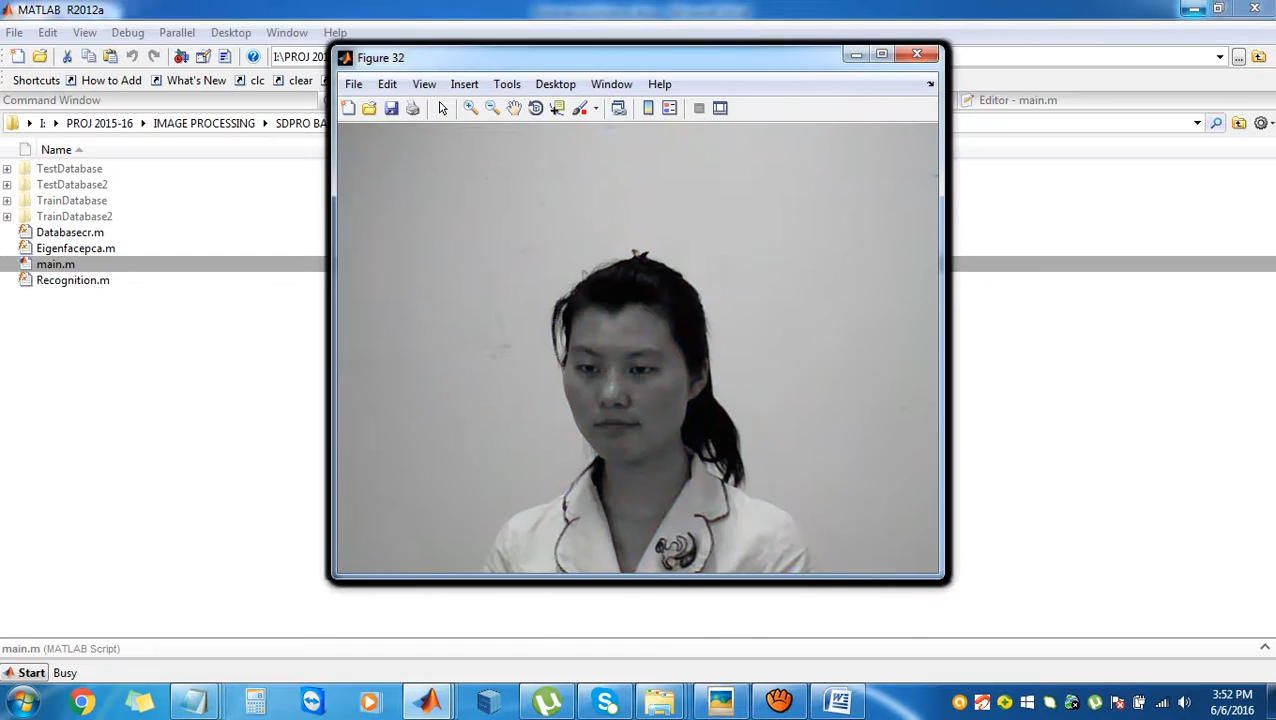 MATLAB R2012a
File Edit View Debug Parallel Desktop Window Help
I:\PROJ 201
Shortcuts How to Add What's New clc clear
Command Window
Editor - main.m
I: PROJ 2015-16 IMAGE PROCESSING SDPRO BA
Name
TestDatabase
TestDatabase2
TrainDatabase
TrainDatabase2
Databasecr.m
Eigenfacepca.m
main.m
Recognition.m
Figure 32
File Edit View Insert Tools Desktop Window Help
main.m (MATLAB Script)
Start Busy
3:52 PM
6/6/2016